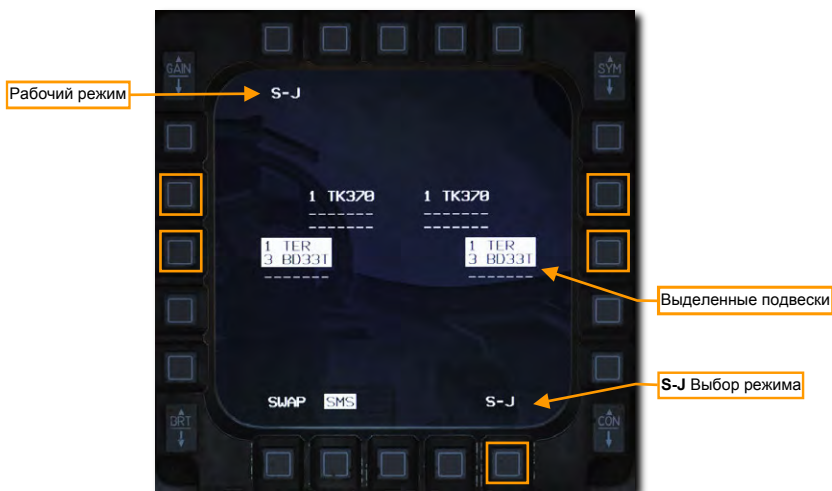 GAIN
SYM
Рабочий режим
S-J
1 TK370 1 TK370
-------  -------
-------  -------
1 TER 1 TER
3 BD33T 3 BD33T
-------  -------
Выделенные подвески
S-J Выбор режима
SWAP SMS S-J
BRT
CON